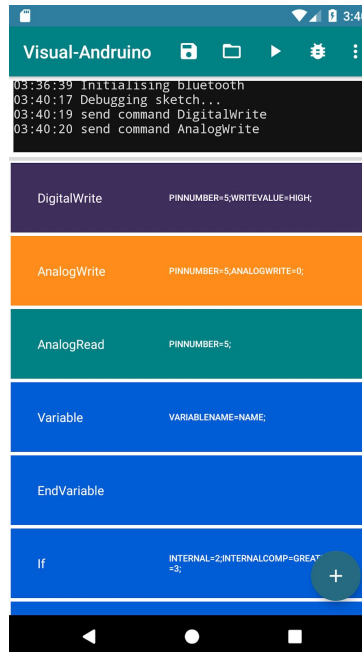 3:40
Visual-Andruino
03:36:39 Initialising bluetooth
03:40:17 Debugging sketch...
03:40:19 send command DigitalWrite
03:40:20 send command AnalogWrite
DigitalWrite PINNUMBER=5;WRITEVALUE=HIGH;
AnalogWrite PINNUMBER=5;ANALOGWRITE=0;
AnalogRead PINNUMBER=5;
Variable VARIABLENAME=NAME;
EndVariable
If INTERNAL=2;INTERNALCOMP=GREAT
=3;